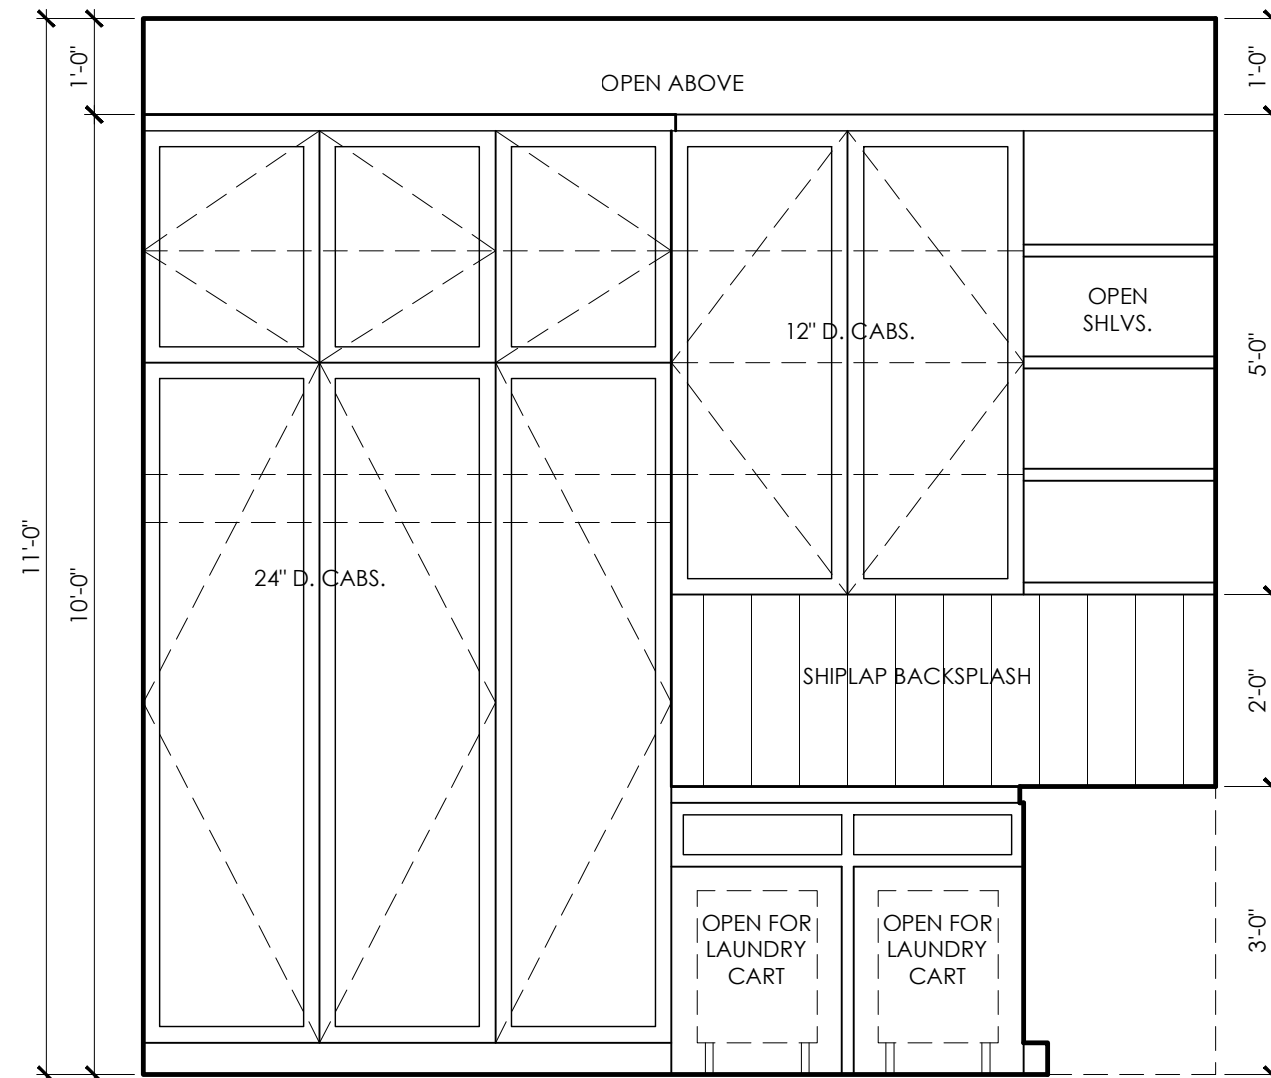 1'-0"
OPEN ABOVE
1'-0"
OPEN
SHLVS.
12" D. CABS.
5'-0"
11'-0"
10'-0"
24" D. CABS.
SHIPLAP BACKSPLASH
2'-0"
OPEN FOR
LAUNDRY
CART
OPEN FOR
LAUNDRY
CART
3'-0"